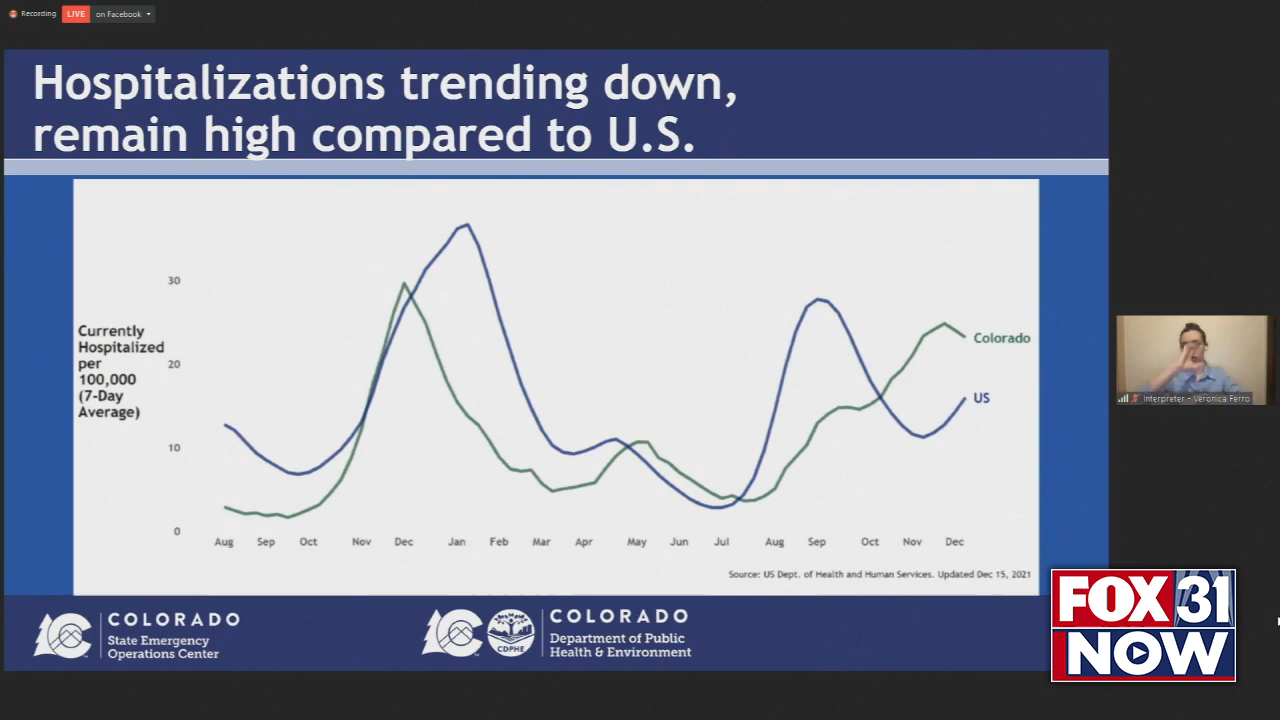 Recording LIVE on Facebook
Hospitalizations trending down,
remain high compared to U.S.
30
20
10
0
Currently
Hospitalized
per
100,000
(7-Day
Average)
Colorado
US
Aug Sep Oct Nov Dec Jan Feb Mar Apr May Jun Jul Aug Sep Oct Nov Dec
Source: US Dept. of Health and Human Services. Updated Dec 15, 2021
Interpreter - Veronica Ferro
COLORADO
State Emergency
Operations Center
CDPHE
COLORADO
Department of Public
Health & Environment
FOX 31
NOW